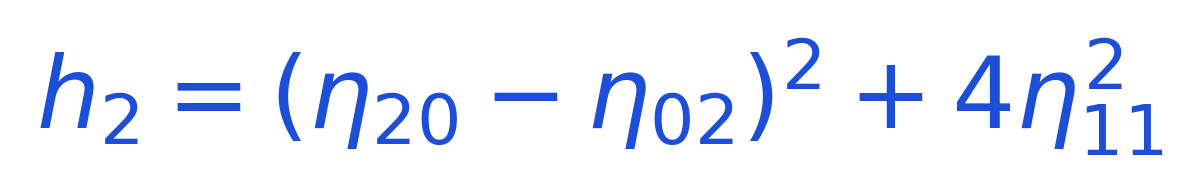 h₂ = (η₂₀ − η₀₂)² + 4η₁₁²